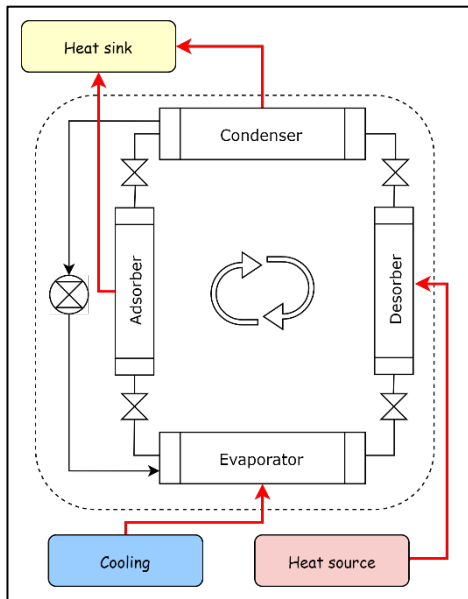 Heat sink
Condenser
Adsorber
Desorber
Evaporator
Cooling
Heat source